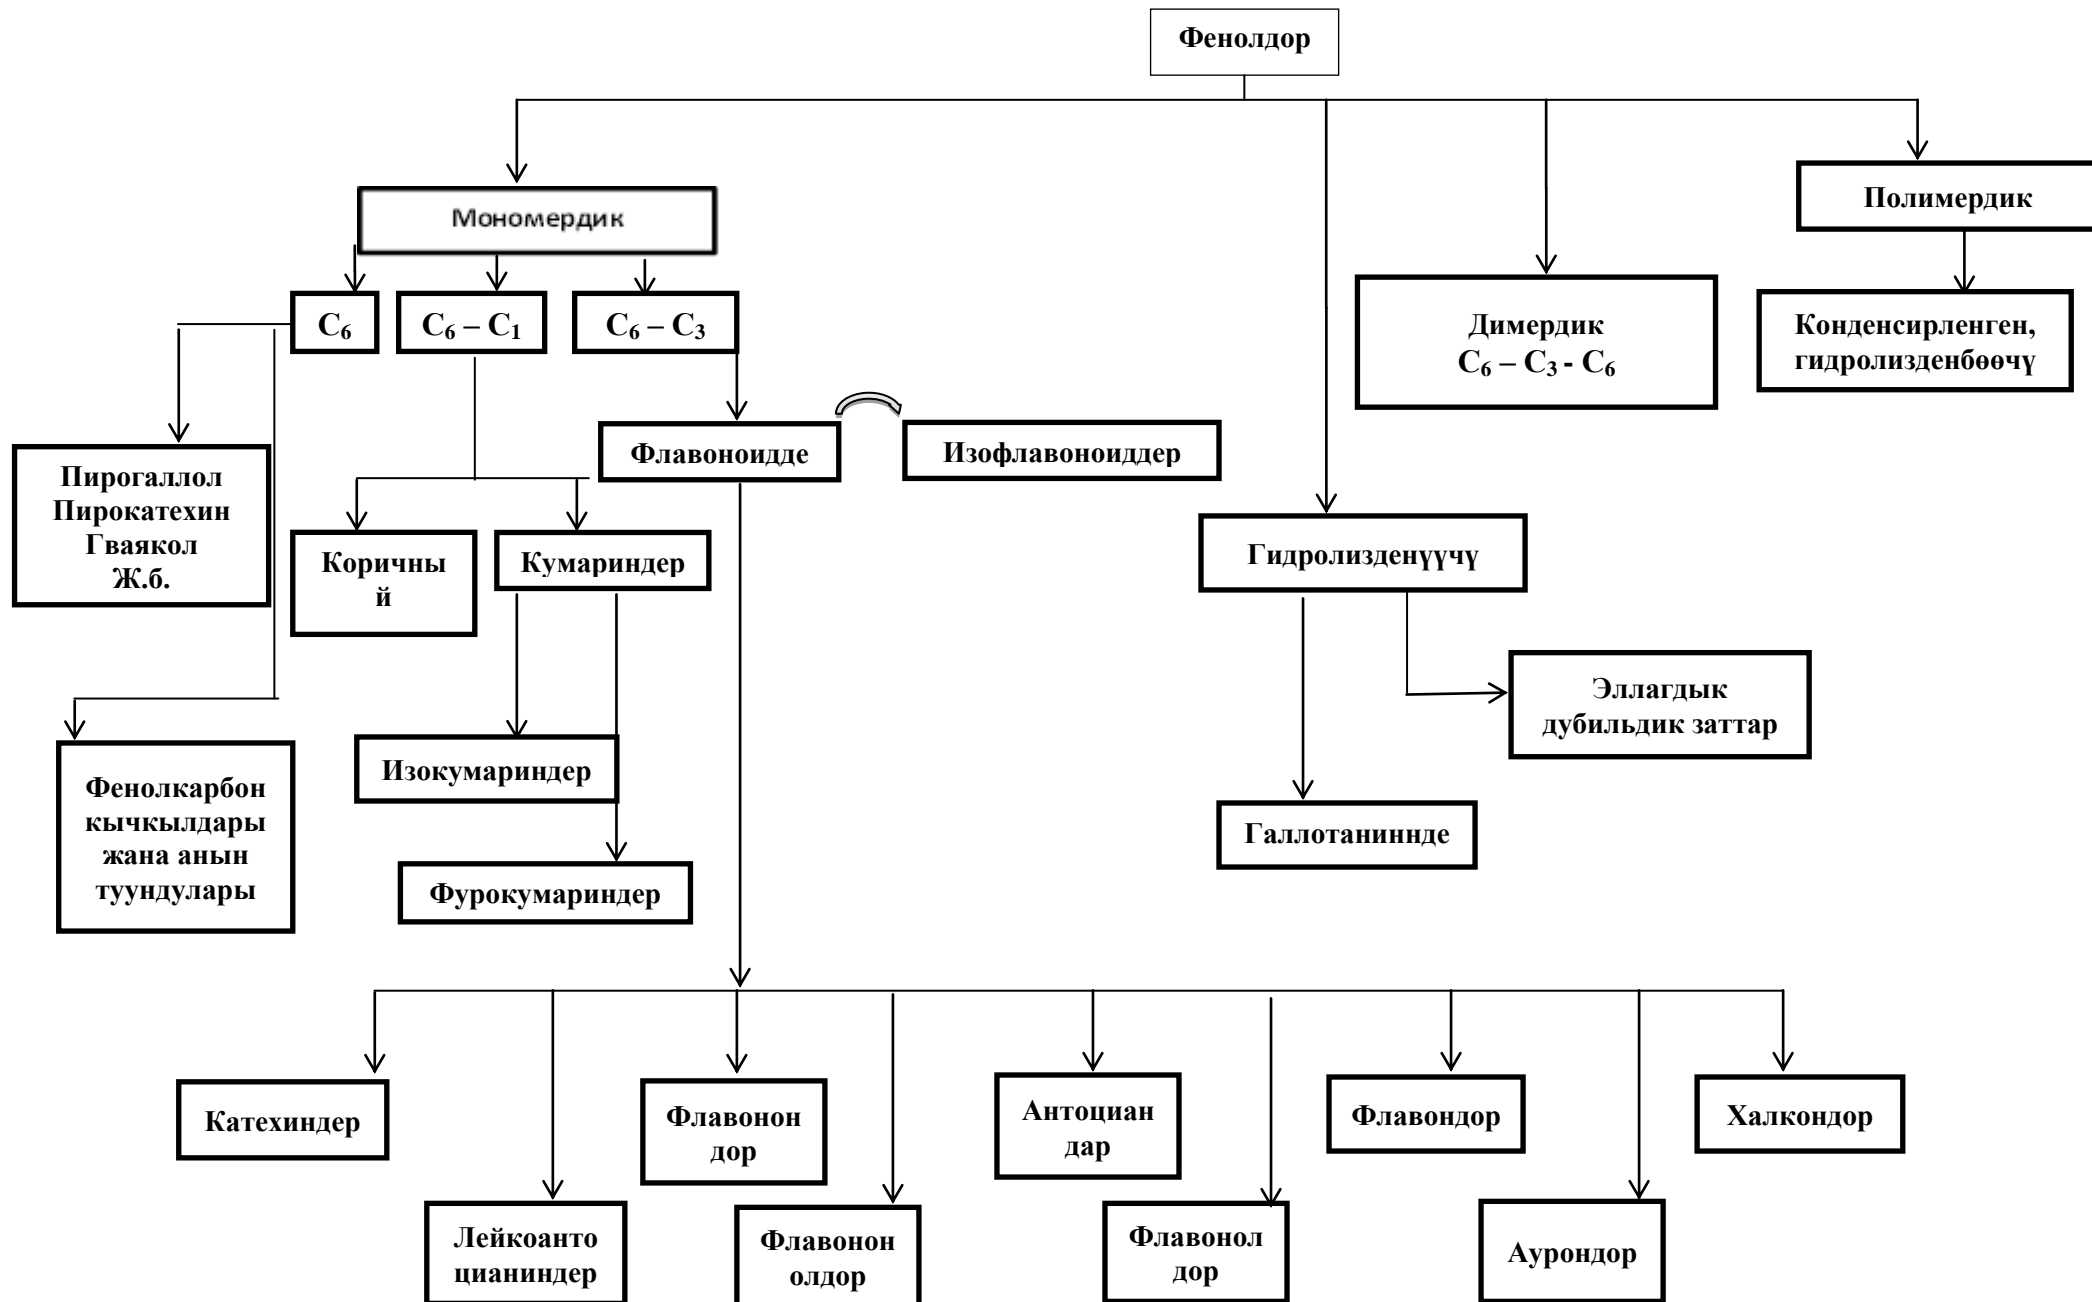 Фенолдор
Мономердик
Полимердик
C₆
C₆ – C₁
C₆ – C₃
Димердик
C₆ – C₃ - C₆
Конденсирленген,
гидролизденбөөчү
Флавоноидде
Изофлавоноиддер
Пирогаллол
Пирокатехин
Гваякол
Ж.б.
Коричны
й
Кумариндер
Гидролизденүүчү
Эллагдык
дубильдик заттар
Изокумариндер
Фенолкарбон
кычкылдары
жана анын
туундулары
Галлотаниннде
Фурокумариндер
Катехиндер
Флавонон
дор
Антоциан
дар
Флавондор
Халкондор
Лейкоанто
цианиндер
Флавонон
олдор
Флавонол
дор
Аурондор